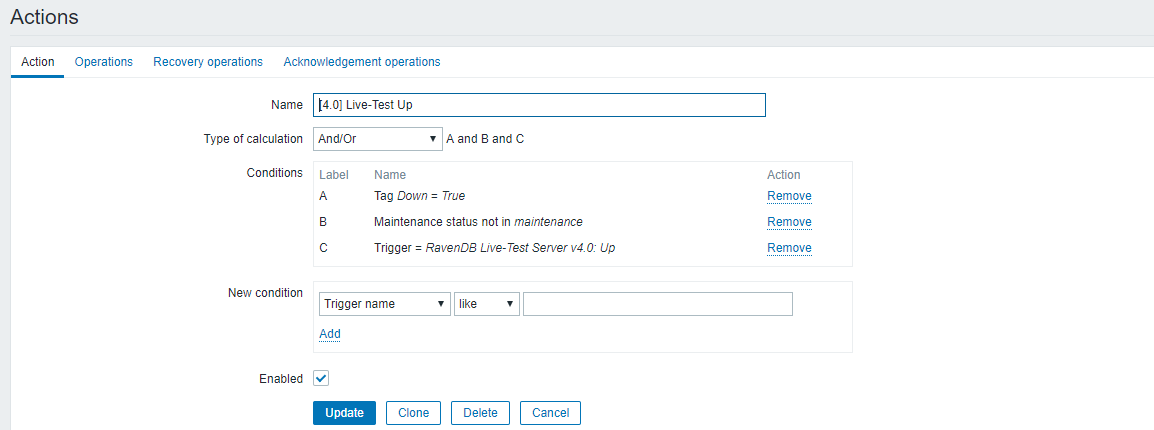 Actions
Action Operations Recovery operations Acknowledgement operations
Name [4.0] Live-Test Up
Type of calculation And/Or A and B and C
Conditions Label Name Action
A Tag Down = True Remove
B Maintenance status not in maintenance Remove
C Trigger = RavenDB Live-Test Server v4.0: Up Remove
New condition Trigger name like
Add
Enabled
Update Clone Delete Cancel